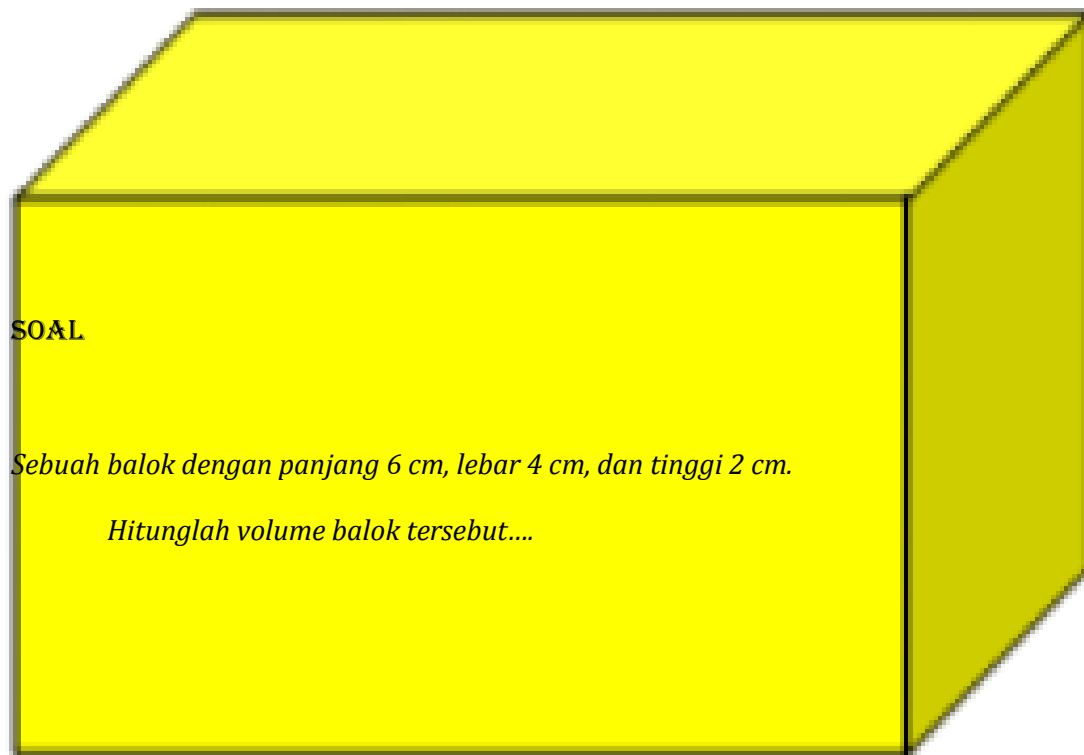 SOAL
Sebuah balok dengan panjang 6 cm, lebar 4 cm, dan tinggi 2 cm.
Hitunglah volume balok tersebut....